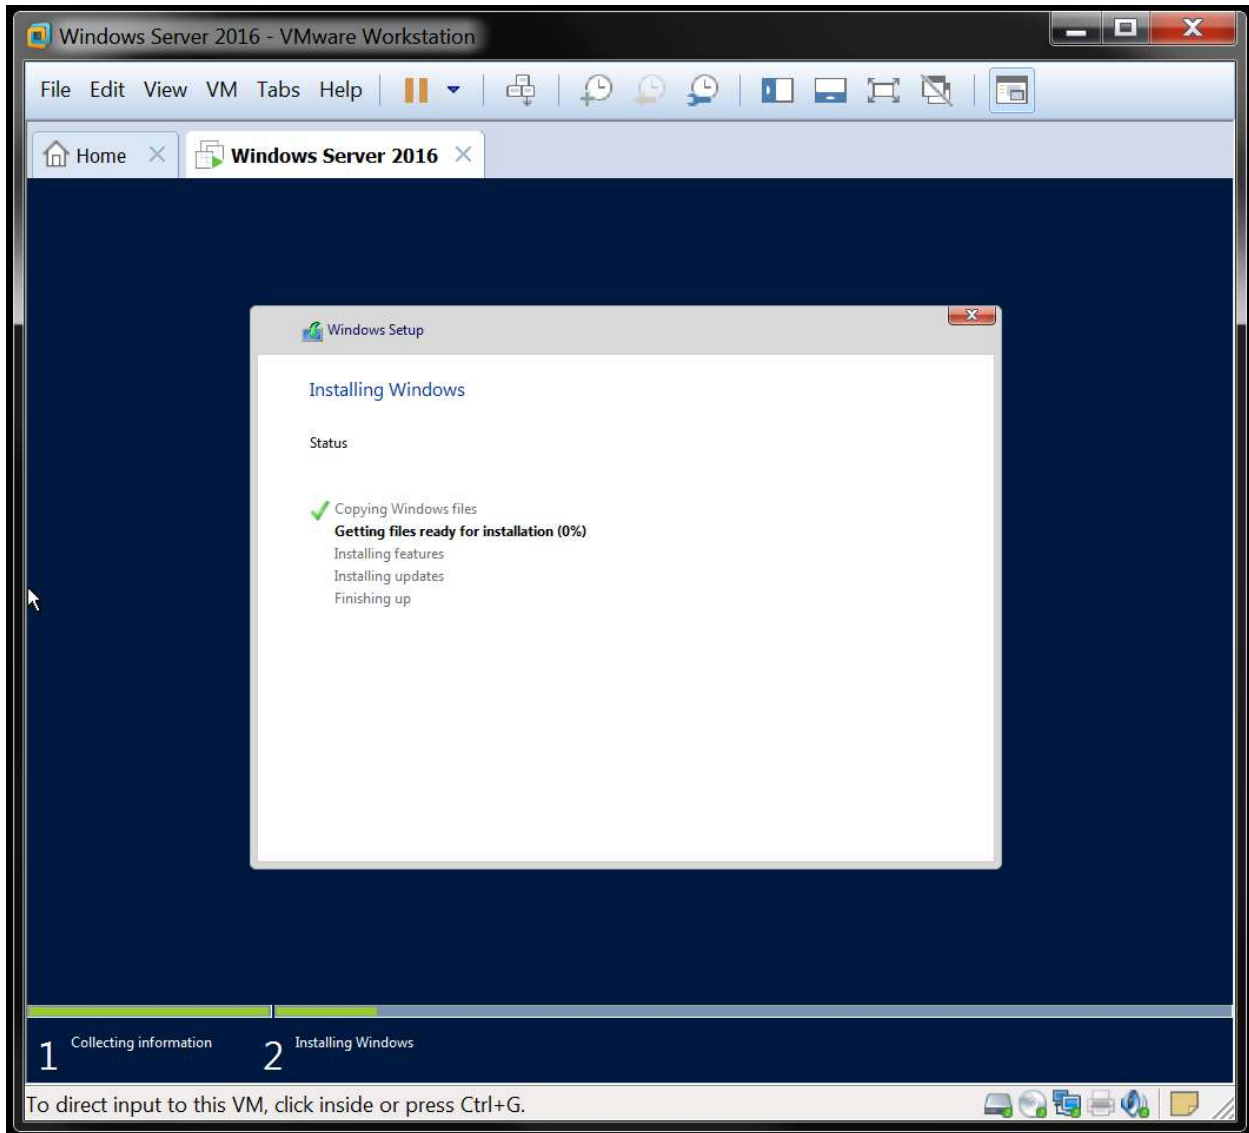 Windows Server 2016 - VMware Workstation
File Edit View VM Tabs Help
Home Windows Server 2016
Windows Setup
Installing Windows
Status
Copying Windows files
Getting files ready for installation (0%)
Installing features
Installing updates
Finishing up
1 Collecting information 2 Installing Windows
To direct input to this VM, click inside or press Ctrl+G.